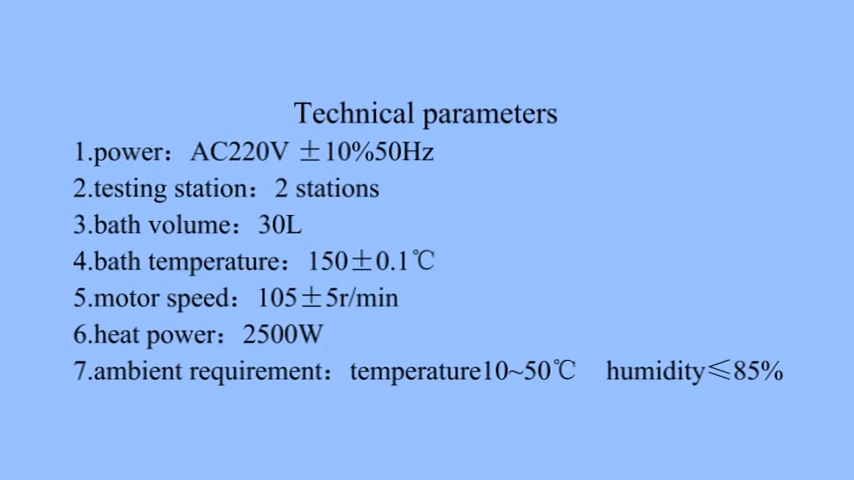 Technical parameters
1.power：AC220V ±10%50Hz
2.testing station：2 stations
3.bath volume：30L
4.bath temperature：150±0.1℃
5.motor speed：105±5r/min
6.heat power：2500W
7.ambient requirement：temperature10~50℃ humidity≤85%